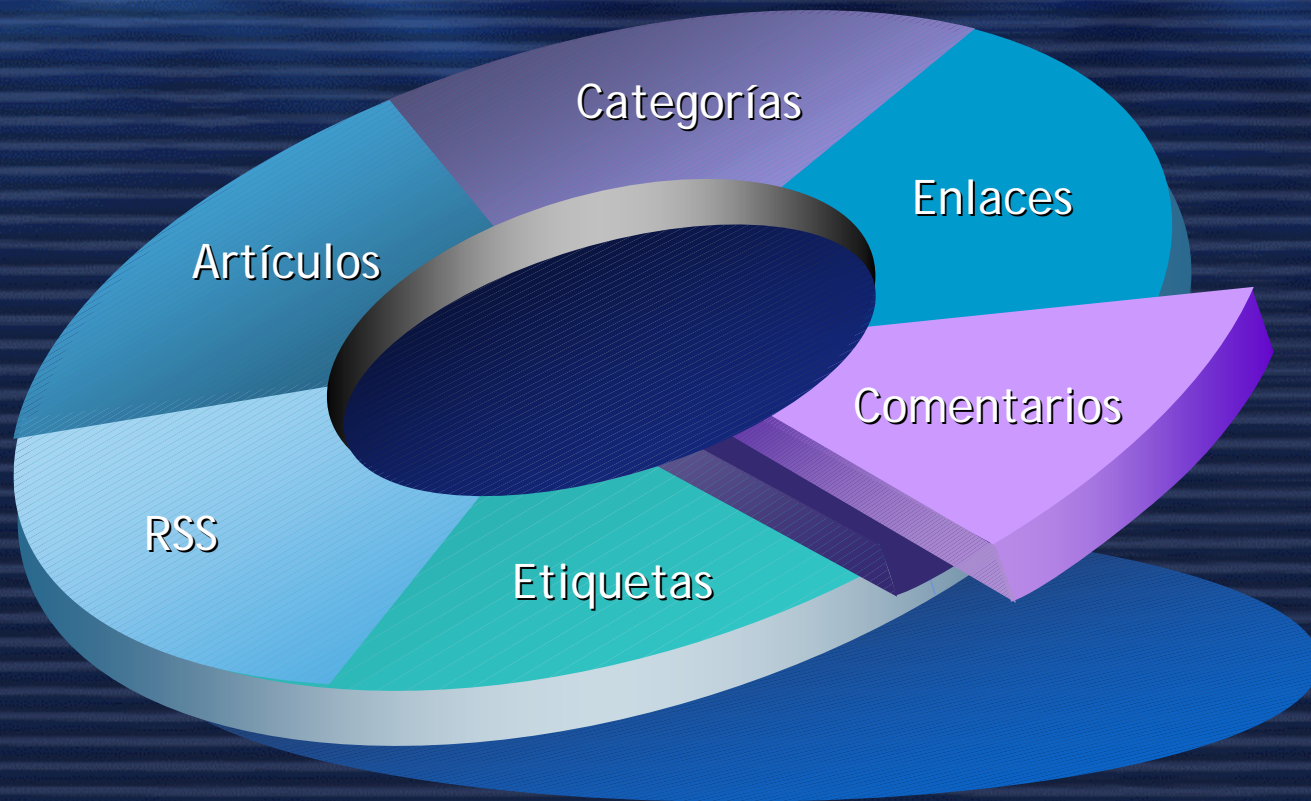 Categorías
Enlaces
Artículos
Comentarios
RSS
Etiquetas